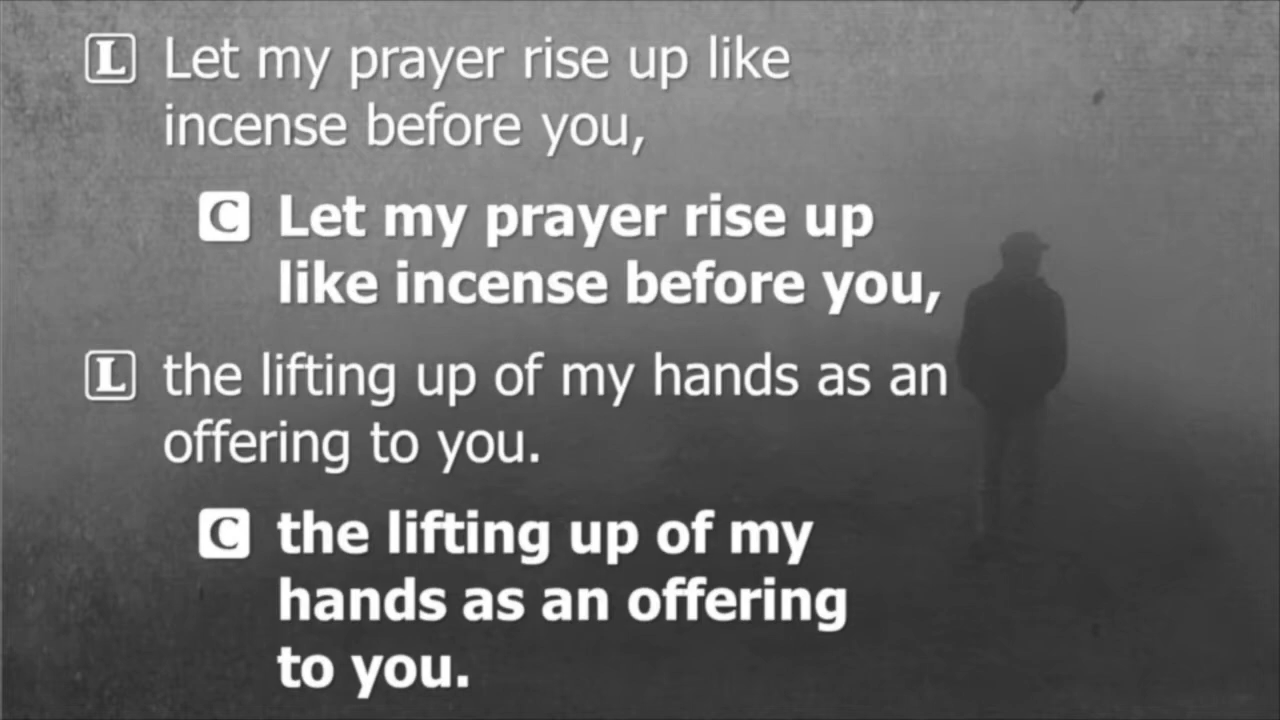 L Let my prayer rise up like
incense before you,
C Let my prayer rise up
like incense before you,
L the lifting up of my hands as an
offering to you.
C the lifting up of my
hands as an offering
to you.